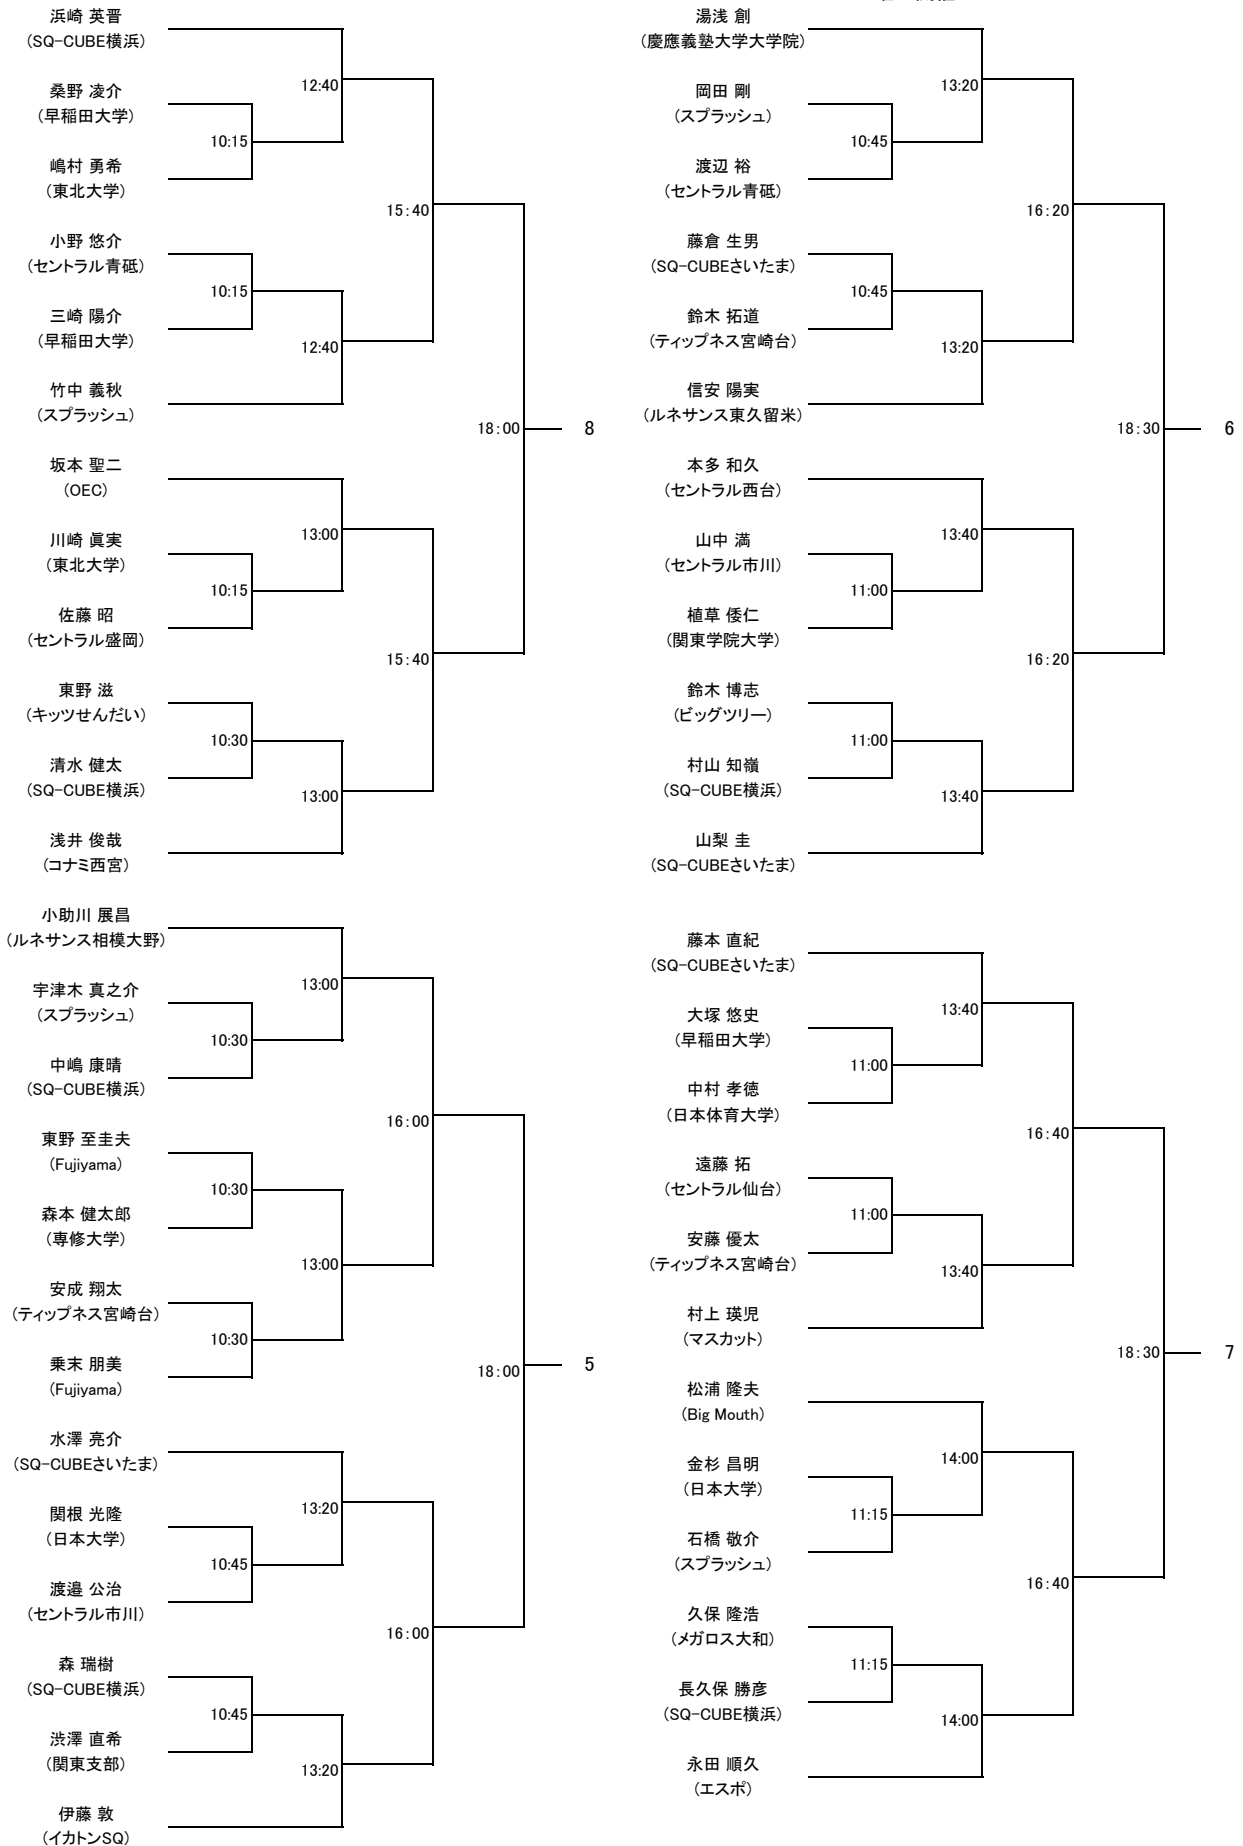 浜崎 英晋
(SQ-CUBE横浜)
12:40
桑野 凌介
(早稲田大学)
10:15
嶋村 勇希
(東北大学)
15:40
小野 悠介
(セントラル青砥)
10:15
三崎 陽介
(早稲田大学)
12:40
竹中 義秋
(スプラッシュ)
18:00
8
坂本 聖二
(OEC)
13:00
川崎 眞実
(東北大学)
10:15
佐藤 昭
(セントラル盛岡)
15:40
東野 滋
(キッツせんだい)
10:30
清水 健太
(SQ-CUBE横浜)
13:00
浅井 俊哉
(コナミ西宮)
小助川 展昌
(ルネサンス相模大野)
13:00
宇津木 真之介
(スプラッシュ)
10:30
中嶋 康晴
(SQ-CUBE横浜)
16:00
東野 至圭夫
(Fujiyama)
10:30
森本 健太郎
(専修大学)
13:00
安成 翔太
(ティップネス宮崎台)
10:30
乗末 朋美
(Fujiyama)
18:00
5
水澤 亮介
(SQ-CUBEさいたま)
13:20
関根 光隆
(日本大学)
10:45
渡邉 公治
(セントラル市川)
16:00
森 瑞樹
(SQ-CUBE横浜)
10:45
渋澤 直希
(関東支部)
13:20
伊藤 敦
(イカトンSQ)
湯浅 創
(慶應義塾大学大学院)
13:20
岡田 剛
(スプラッシュ)
10:45
渡辺 裕
(セントラル青砥)
16:20
藤倉 生男
(SQ-CUBEさいたま)
10:45
鈴木 拓道
(ティップネス宮崎台)
13:20
信安 陽実
(ルネサンス東久留米)
18:30
6
本多 和久
(セントラル西台)
13:40
山中 満
(セントラル市川)
11:00
植草 倭仁
(関東学院大学)
16:20
鈴木 博志
(ビッグツリー)
11:00
村山 知嶺
(SQ-CUBE横浜)
13:40
山梨 圭
(SQ-CUBEさいたま)
藤本 直紀
(SQ-CUBEさいたま)
13:40
大塚 悠史
(早稲田大学)
11:00
中村 孝徳
(日本体育大学)
16:40
遠藤 拓
(セントラル仙台)
11:00
安藤 優太
(ティップネス宮崎台)
13:40
村上 瑛児
(マスカット)
18:30
7
松浦 隆夫
(Big Mouth)
14:00
金杉 昌明
(日本大学)
11:15
石橋 敬介
(スプラッシュ)
16:40
久保 隆浩
(メガロス大和)
11:15
長久保 勝彦
(SQ-CUBE横浜)
14:00
永田 順久
(エスポ)